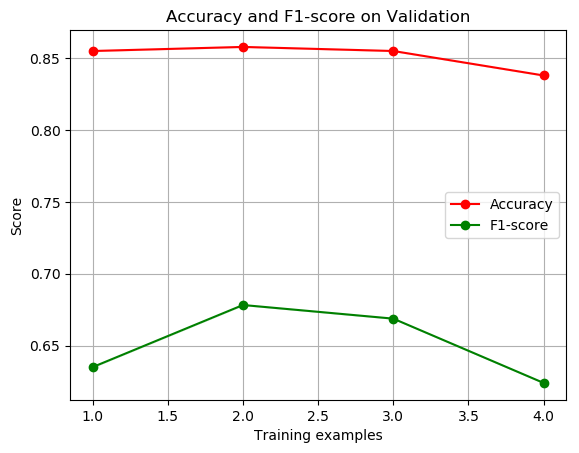 Accuracy and F1-score on Validation
0.85
0.80
0.75
0.70
0.65
Score
Accuracy
F1-score
1.0 1.5 2.0 2.5 3.0 3.5 4.0
Training examples